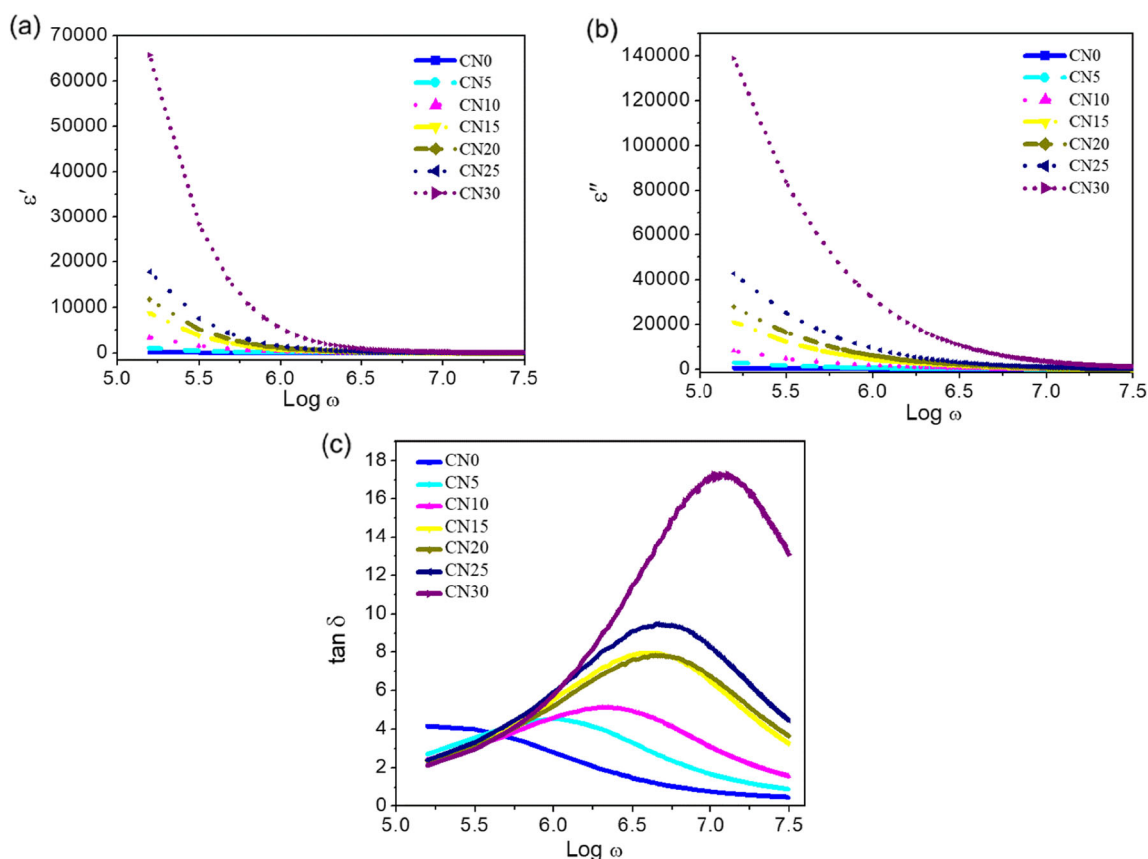 (a)
70000
60000
50000
40000
30000
20000
10000
0
ε′
5.0 5.5 6.0 6.5 7.0 7.5
Log ω
CN0
CN5
CN10
CN15
CN20
CN25
CN30
(b)
140000
120000
100000
80000
60000
40000
20000
0
ε″
5.0 5.5 6.0 6.5 7.0 7.5
Log ω
CN0
CN5
CN10
CN15
CN20
CN25
CN30
(c)
18
16
14
12
10
8
6
4
2
0
tan δ
5.0 5.5 6.0 6.5 7.0 7.5
Log ω
CN0
CN5
CN10
CN15
CN20
CN25
CN30